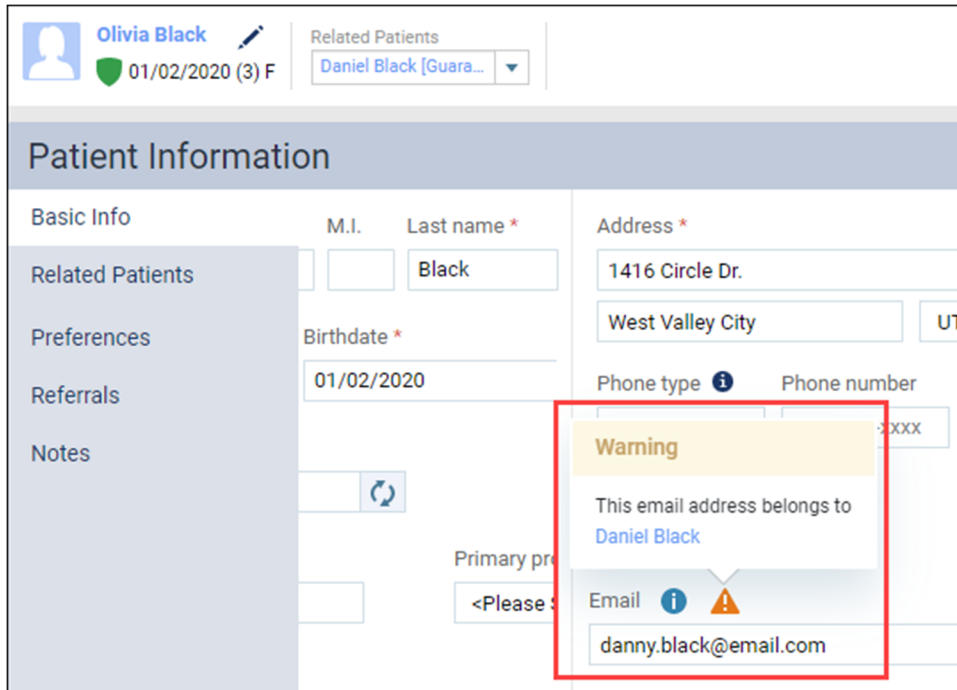 Olivia Black
01/02/2020 (3) F
Related Patients
Daniel Black [Guara...
Patient Information
Basic Info
Related Patients
Preferences
Referrals
Notes
M.I.
Last name *
Black
Birthdate *
01/02/2020
Primary pr
<Please
Address *
1416 Circle Dr.
West Valley City
UT
Phone type
Phone number
-xxxx
Warning
This email address belongs to
Daniel Black
Email
danny.black@email.com